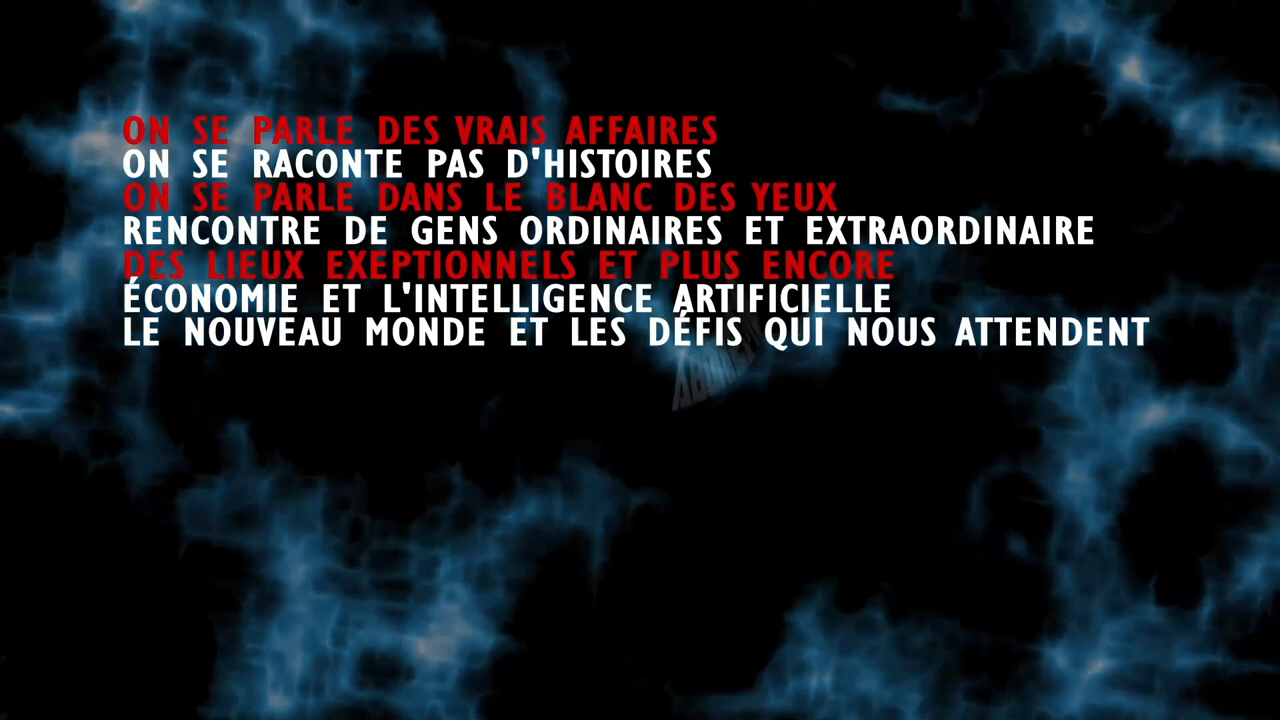 ON SE PARLE DES VRAIS AFFAIRES
ON SE RACONTE PAS D'HISTOIRES
ON SE PARLE DANS LE BLANC DES YEUX
RENCONTRE DE GENS ORDINAIRES ET EXTRAORDINAIRE
DES LIEUX EXEPTIONNELS ET PLUS ENCORE
ÉCONOMIE ET L'INTELLIGENCE ARTIFICIELLE
LE NOUVEAU MONDE ET LES DÉFIS QUI NOUS ATTENDENT